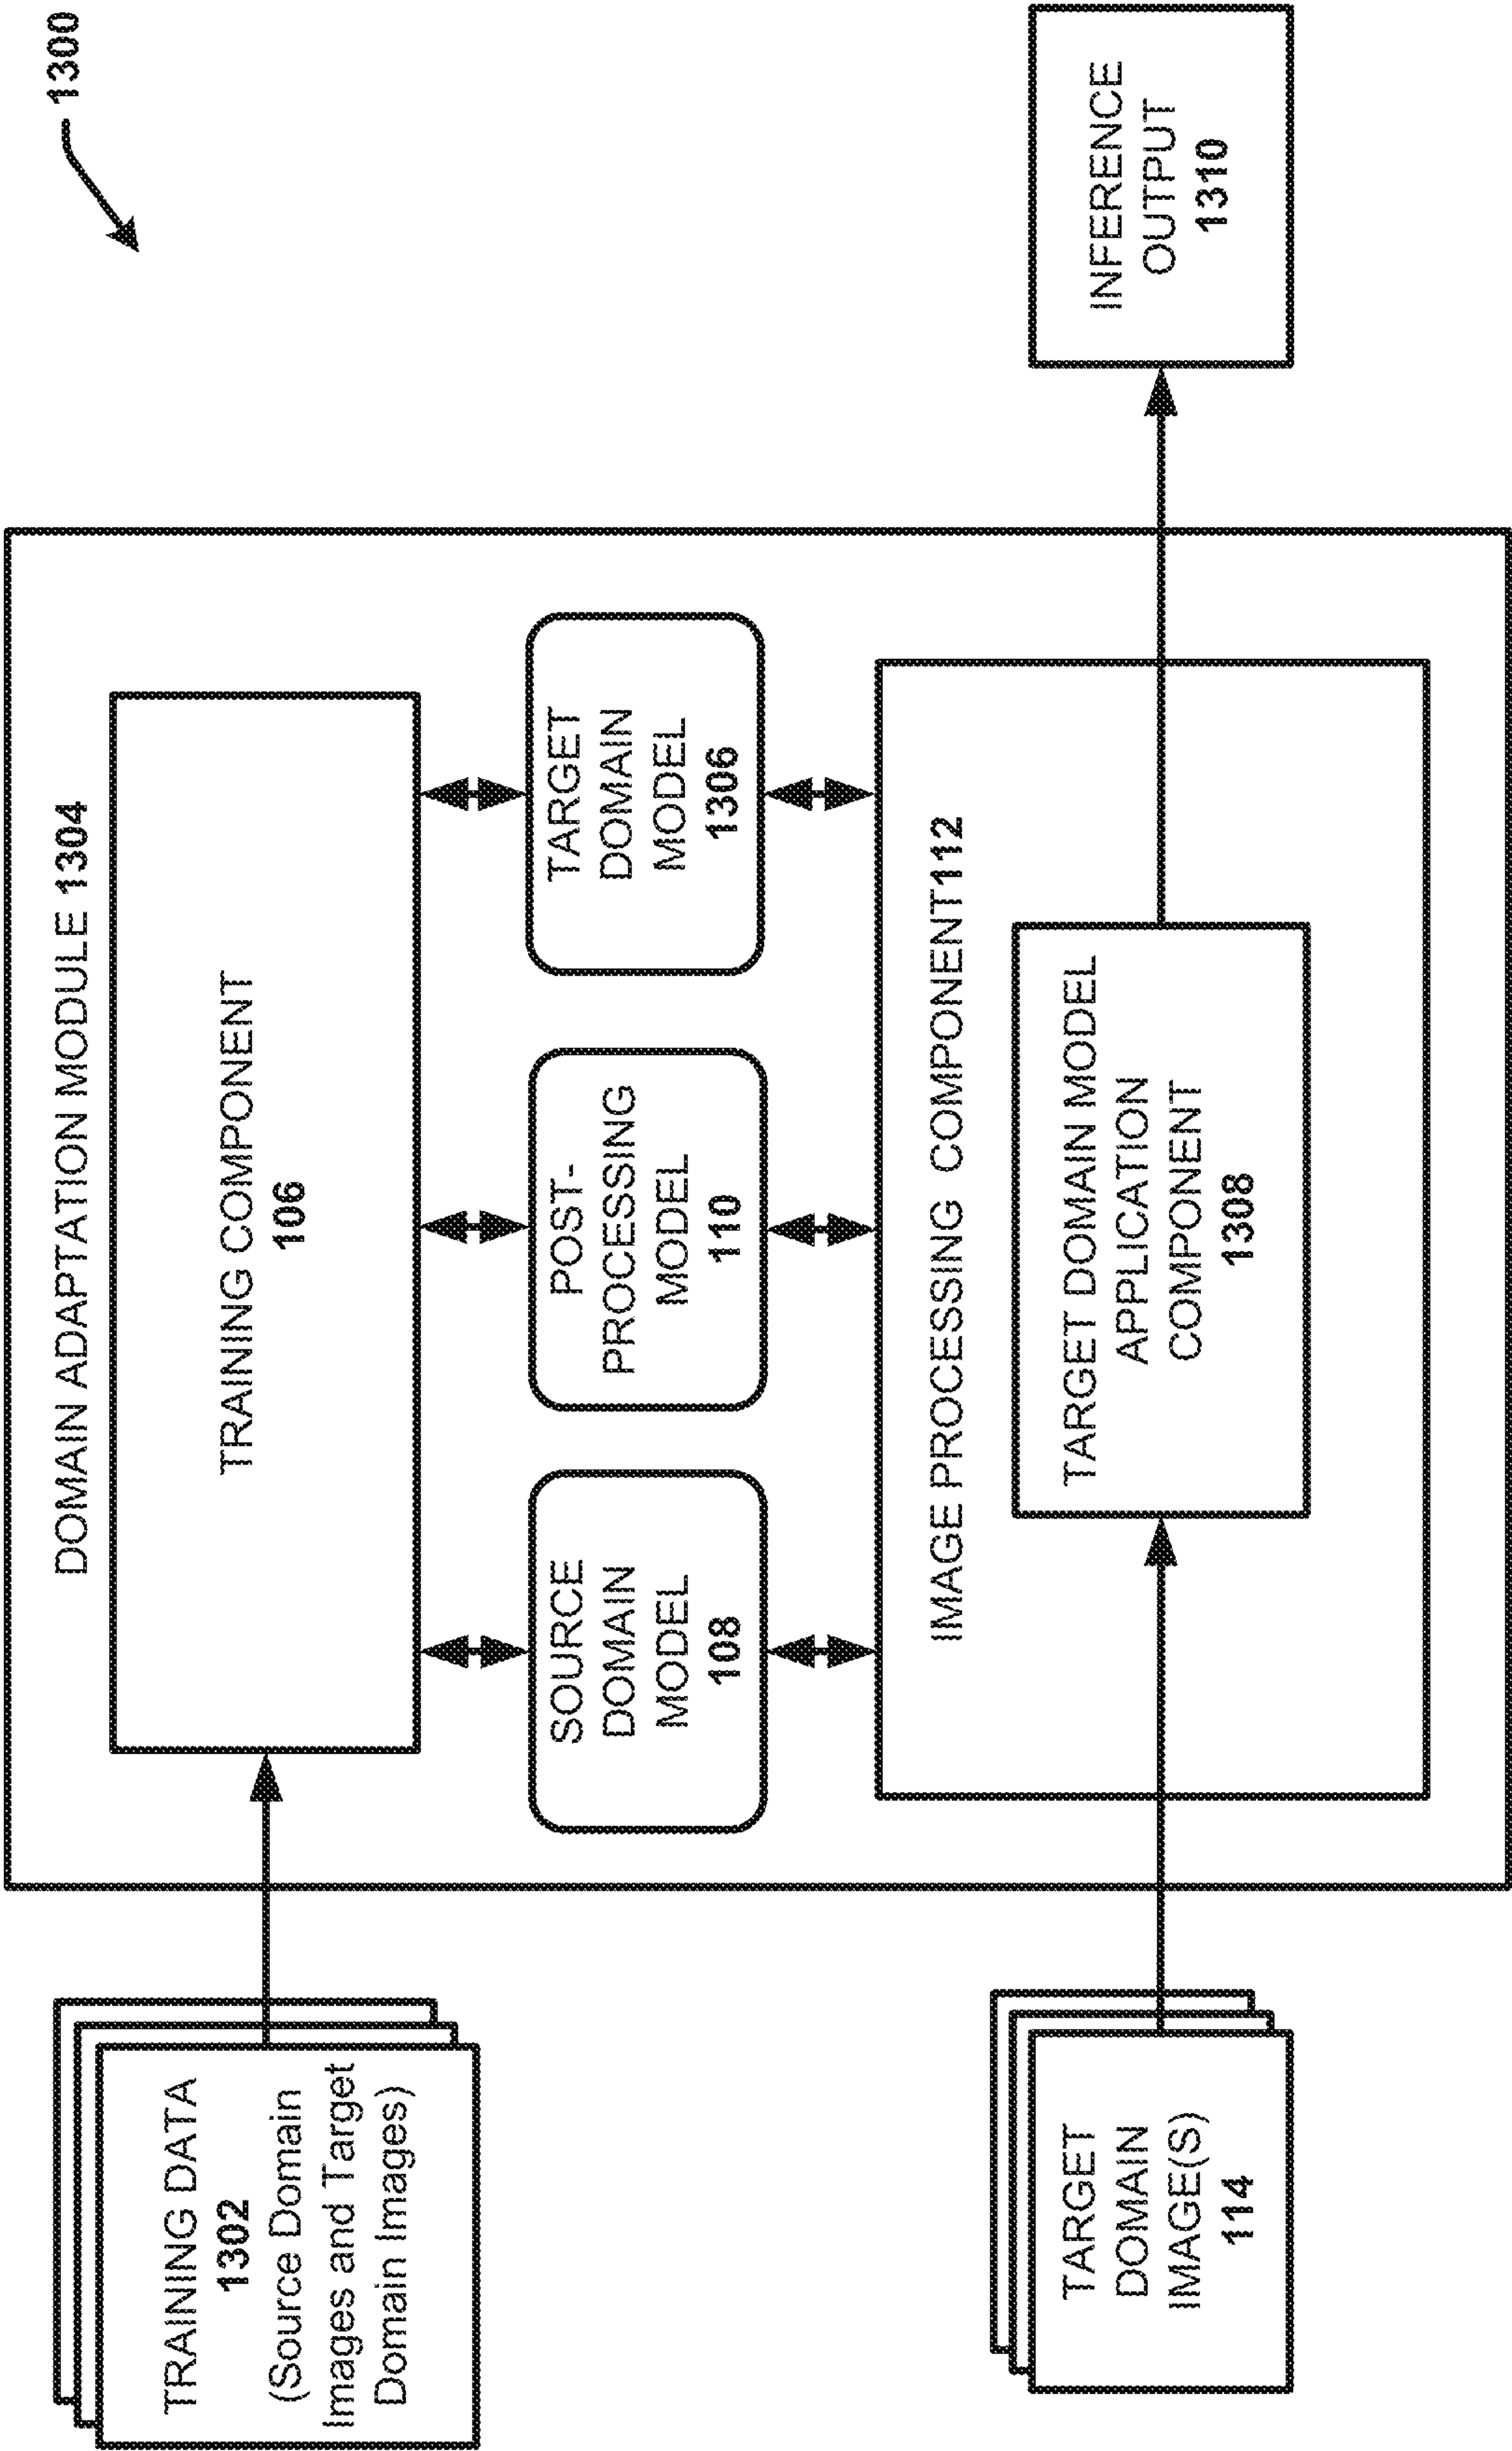 1300
TRAINING DATA
1302
(Source Domain
Images and Target
Domain Images)
DOMAIN ADAPTATION MODULE 1304
TRAINING COMPONENT
106
SOURCE
DOMAIN
MODEL
108
POST-
PROCESSING
MODEL
110
TARGET
DOMAIN
MODEL
1306
IMAGE PROCESSING COMPONENT112
TARGET DOMAIN MODEL
APPLICATION
COMPONENT
1308
TARGET
DOMAIN
IMAGE(S)
114
INFERENCE
OUTPUT
1310